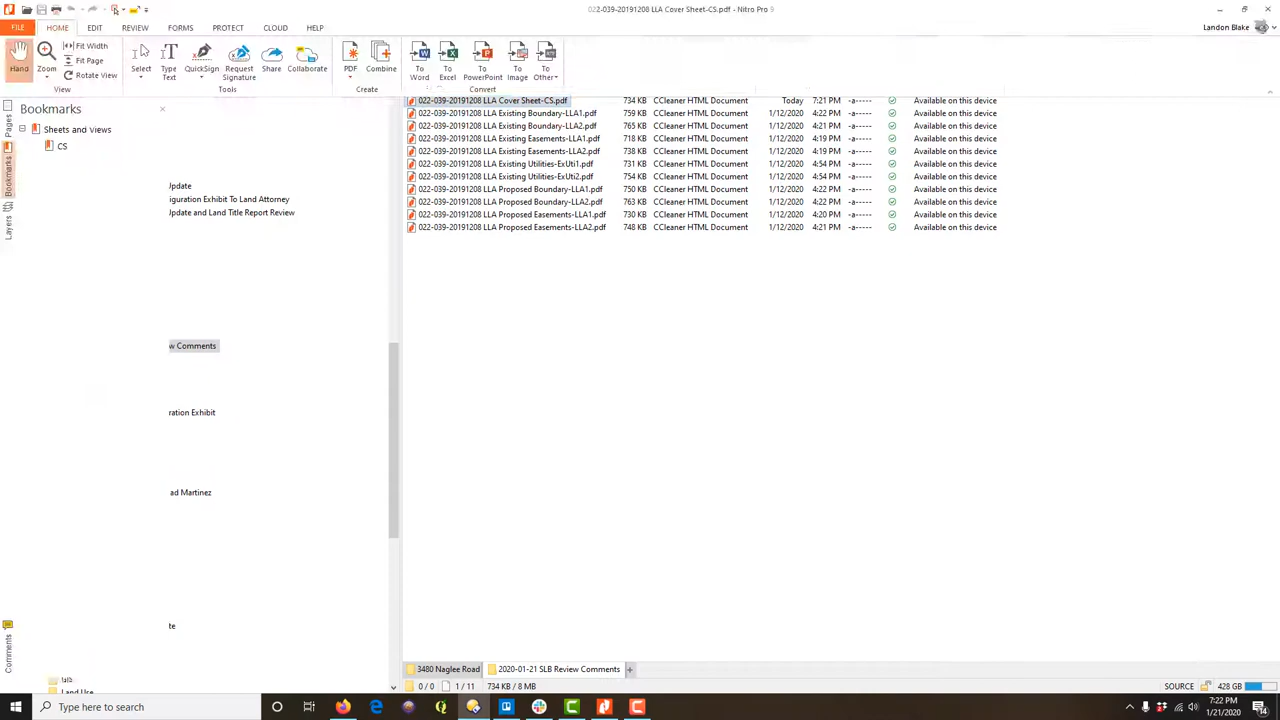 022-039-20191208 LLA Cover Sheet-CS.pdf - Nitro Pro 9
FILE HOME EDIT REVIEW FORMS PROTECT CLOUD HELP
Landon Blake
Hand Zoom Fit Width Fit Page Rotate View
Select Type Text QuickSign Request Signature Share Collaborate
PDF Combine
To Word To Excel To PowerPoint To Image To Other
View Tools Create Convert
Bookmarks
Pages
Bookmarks
Layers
Comments
Sheets and views
CS
Update
iguration Exhibit To Land Attorney
Update and Land Title Report Review
w Comments
ration Exhibit
ad Martinez
te
Land Use
022-039-20191208 LLA Cover Sheet-CS.pdf 734 KB CCleaner HTML Document Today 7:21 PM -a----- Available on this device
022-039-20191208 LLA Existing Boundary-LLA1.pdf 759 KB CCleaner HTML Document 1/12/2020 4:22 PM -a----- Available on this device
022-039-20191208 LLA Existing Boundary-LLA2.pdf 765 KB CCleaner HTML Document 1/12/2020 4:21 PM -a----- Available on this device
022-039-20191208 LLA Existing Easements-LLA1.pdf 718 KB CCleaner HTML Document 1/12/2020 4:19 PM -a----- Available on this device
022-039-20191208 LLA Existing Easements-LLA2.pdf 738 KB CCleaner HTML Document 1/12/2020 4:19 PM -a----- Available on this device
022-039-20191208 LLA Existing Utilities-ExUti1.pdf 731 KB CCleaner HTML Document 1/12/2020 4:54 PM -a----- Available on this device
022-039-20191208 LLA Existing Utilities-ExUti2.pdf 754 KB CCleaner HTML Document 1/12/2020 4:54 PM -a----- Available on this device
022-039-20191208 LLA Proposed Boundary-LLA1.pdf 750 KB CCleaner HTML Document 1/12/2020 4:22 PM -a----- Available on this device
022-039-20191208 LLA Proposed Boundary-LLA2.pdf 763 KB CCleaner HTML Document 1/12/2020 4:22 PM -a----- Available on this device
022-039-20191208 LLA Proposed Easements-LLA1.pdf 730 KB CCleaner HTML Document 1/12/2020 4:20 PM -a----- Available on this device
022-039-20191208 LLA Proposed Easements-LLA2.pdf 748 KB CCleaner HTML Document 1/12/2020 4:21 PM -a----- Available on this device
3480 Naglee Road 2020-01-21 SLB Review Comments
0 / 0 1 / 11 734 KB / 8 MB SOURCE 428 GB
Type here to search
7:22 PM
1/21/2020
14